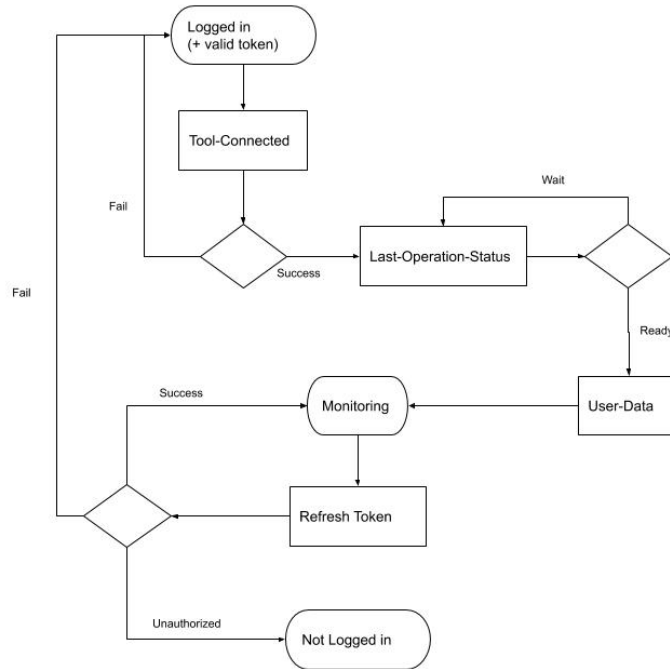 Logged in
(+ valid token)
Tool-Connected
Wait
Fail
Last-Operation-Status
Success
Fail
Ready
Success
Monitoring
User-Data
Refresh Token
Unauthorized
Not Logged in